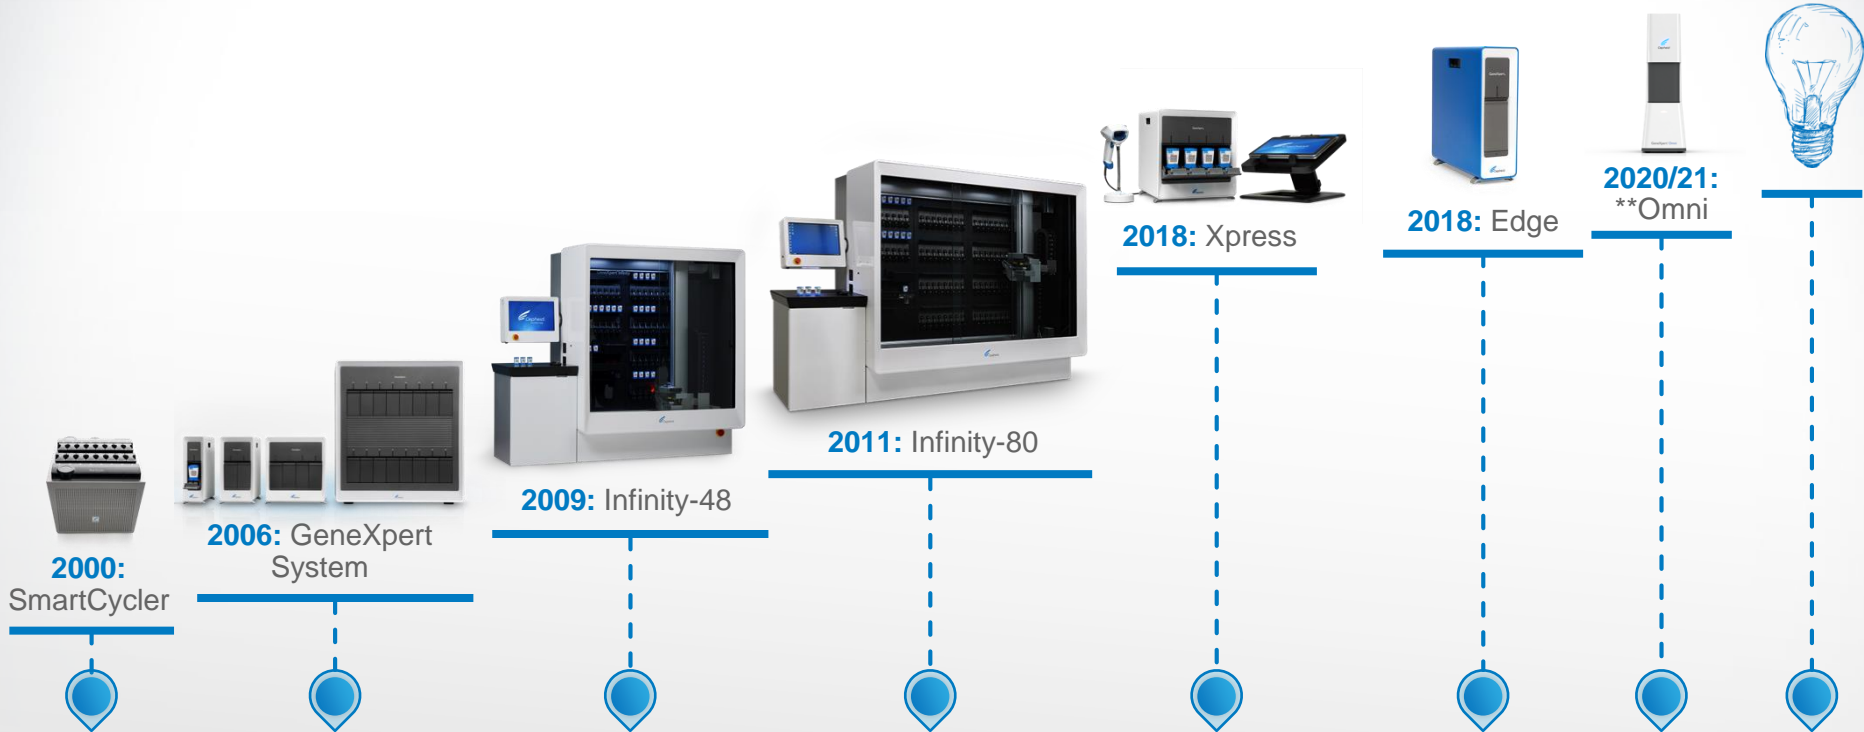 2000:
SmartCycler
2006: GeneXpert
System
2009: Infinity-48
2011: Infinity-80
2018: Xpress
2018: Edge
2020/21:
**Omni